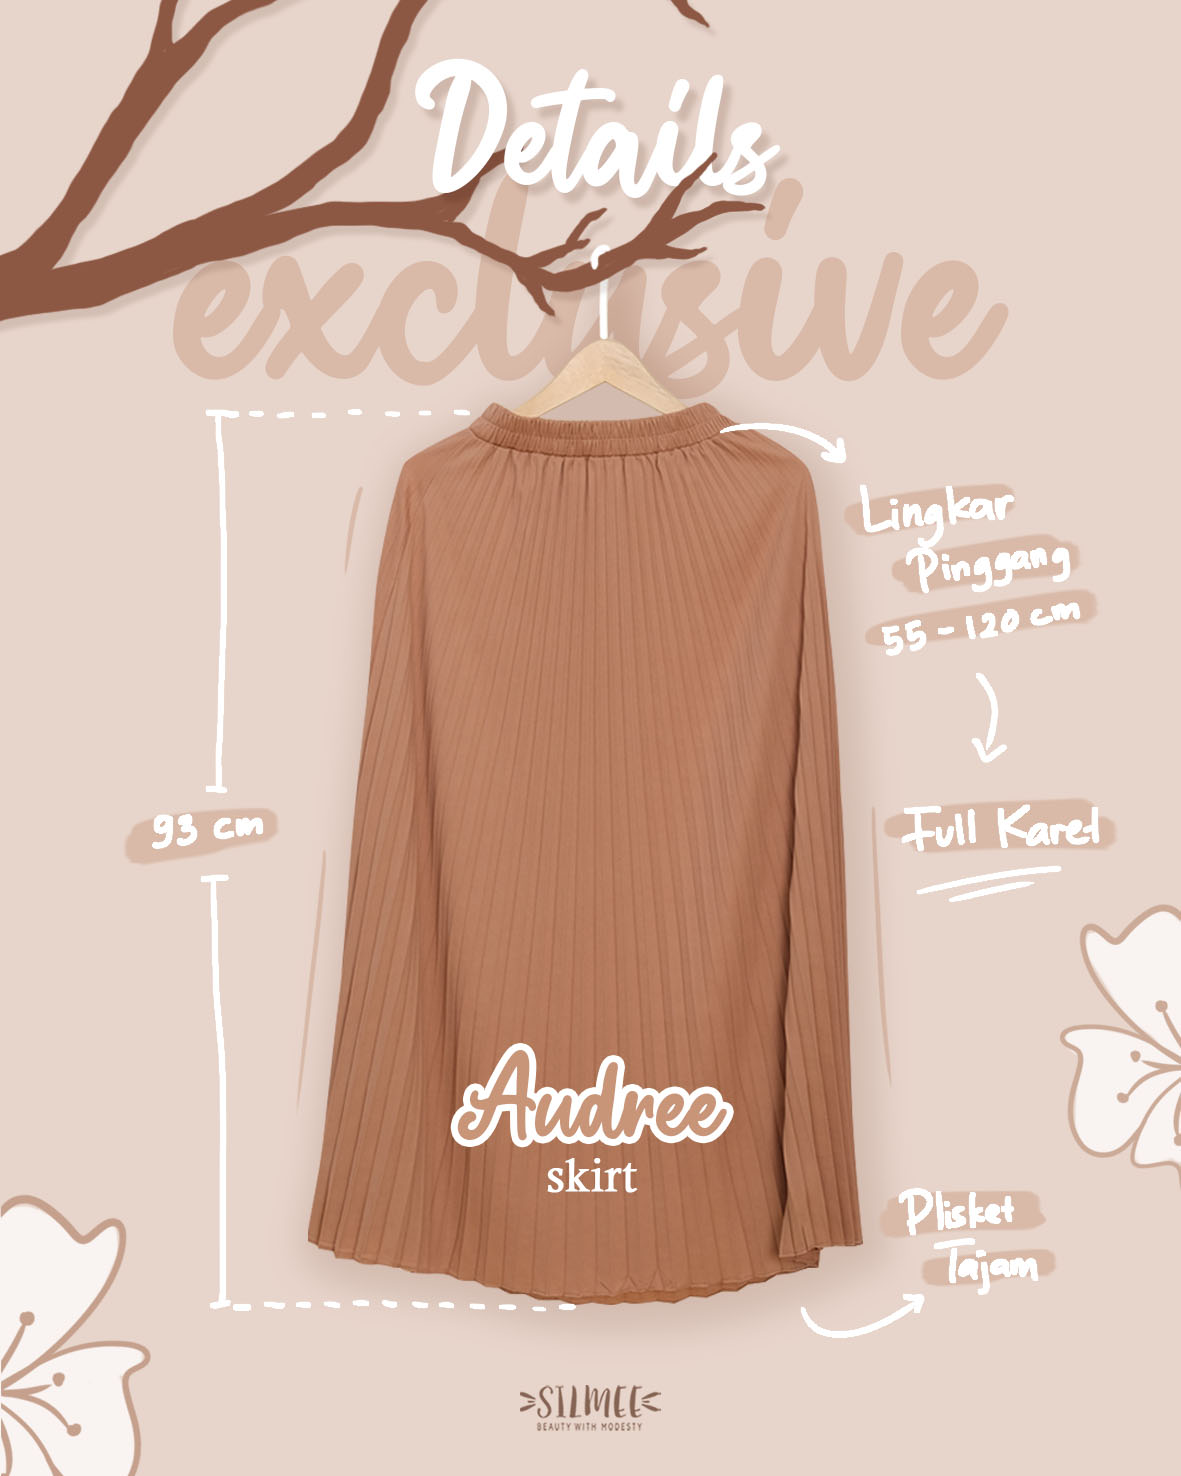 Details
exclusive
Lingkar
Pinggang
55 - 120 cm
93 cm
Full Karet
Audree
skirt
Plisket
Tajam
SILMEE
BEAUTY WITH MODESTY